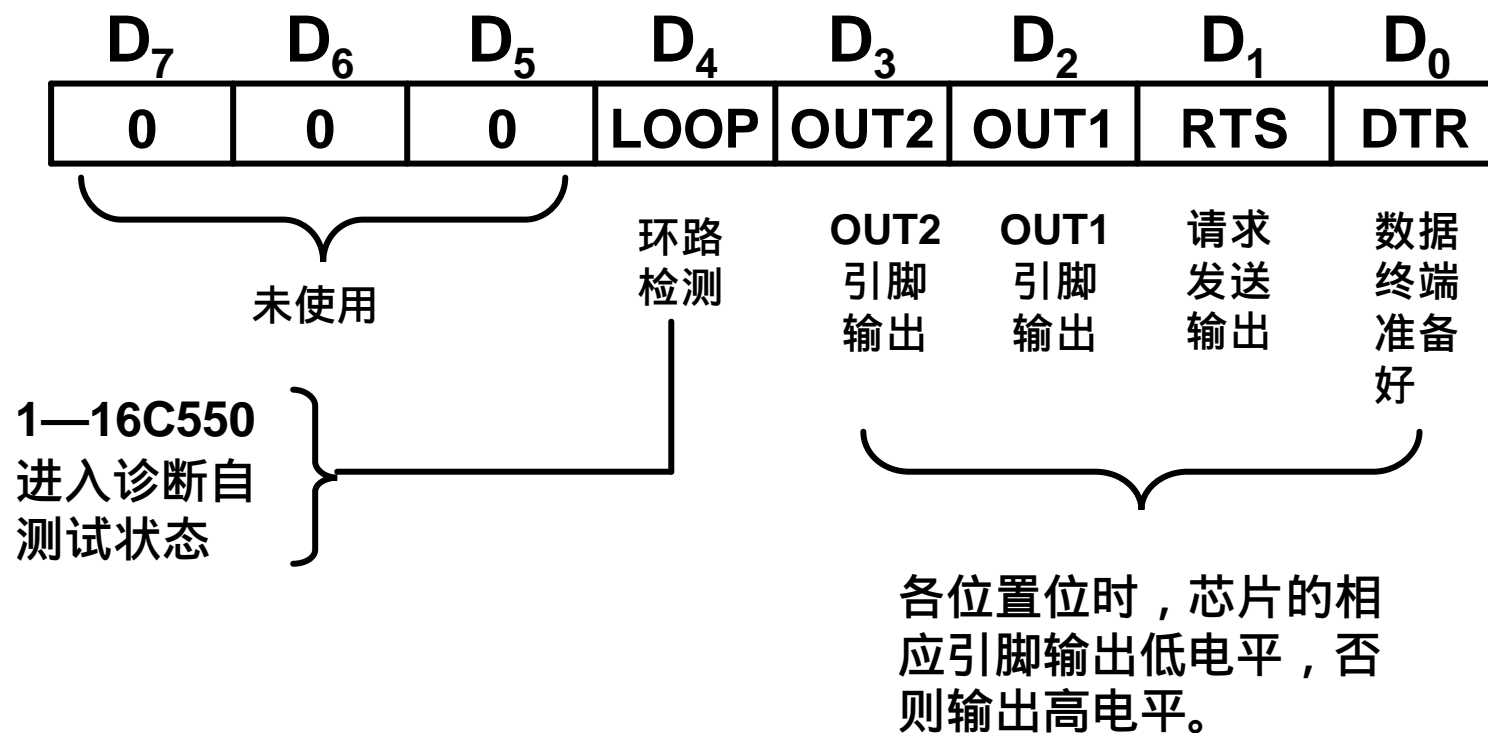 D7 D6 D5 D4 D3 D2 D1 D0
0 0 0 LOOP OUT2 OUT1 RTS DTR
未使用
环路
检测
OUT2
引脚
输出
OUT1
引脚
输出
请求
发送
输出
数据
终端
准备
好
1—16C550
进入诊断自
测试状态
各位置位时，芯片的相
应引脚输出低电平，否
则输出高电平。